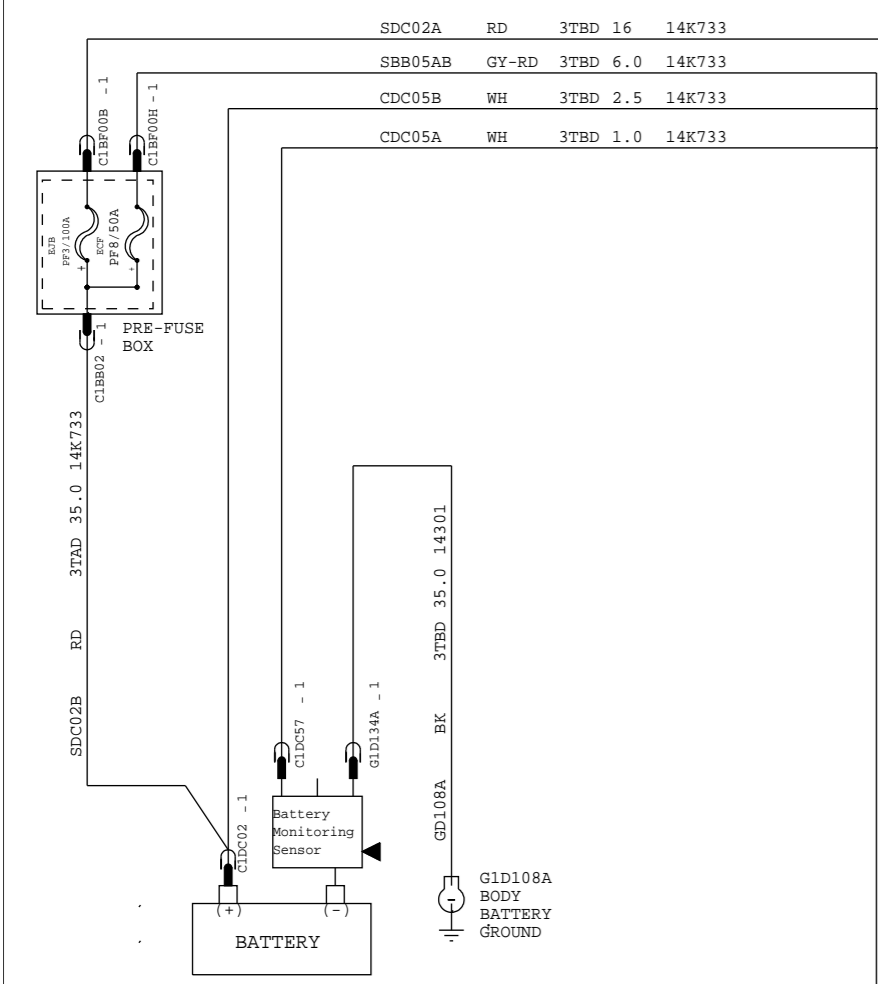 SDC02A RD 3TBD 16 14K733
SBB05AB GY-RD 3TBD 6.0 14K733
CDC05B WH 3TBD 2.5 14K733
CDC05A WH 3TBD 1.0 14K733
C1BF00B - 1
C1BF00H - 1
EJB
PF3/100A
ECF
PF8/50A
+
+
PRE-FUSE
BOX
C1BB02 - 1
SDC02B RD 3TAD 35.0 14K733
GD108A BK 3TBD 35.0 14301
C1DC57 - 1
G1D134A - 1
C1DC02 - 1
Battery
Monitoring
Sensor
G1D108A
BODY
BATTERY
GROUND
(+) (-)
BATTERY